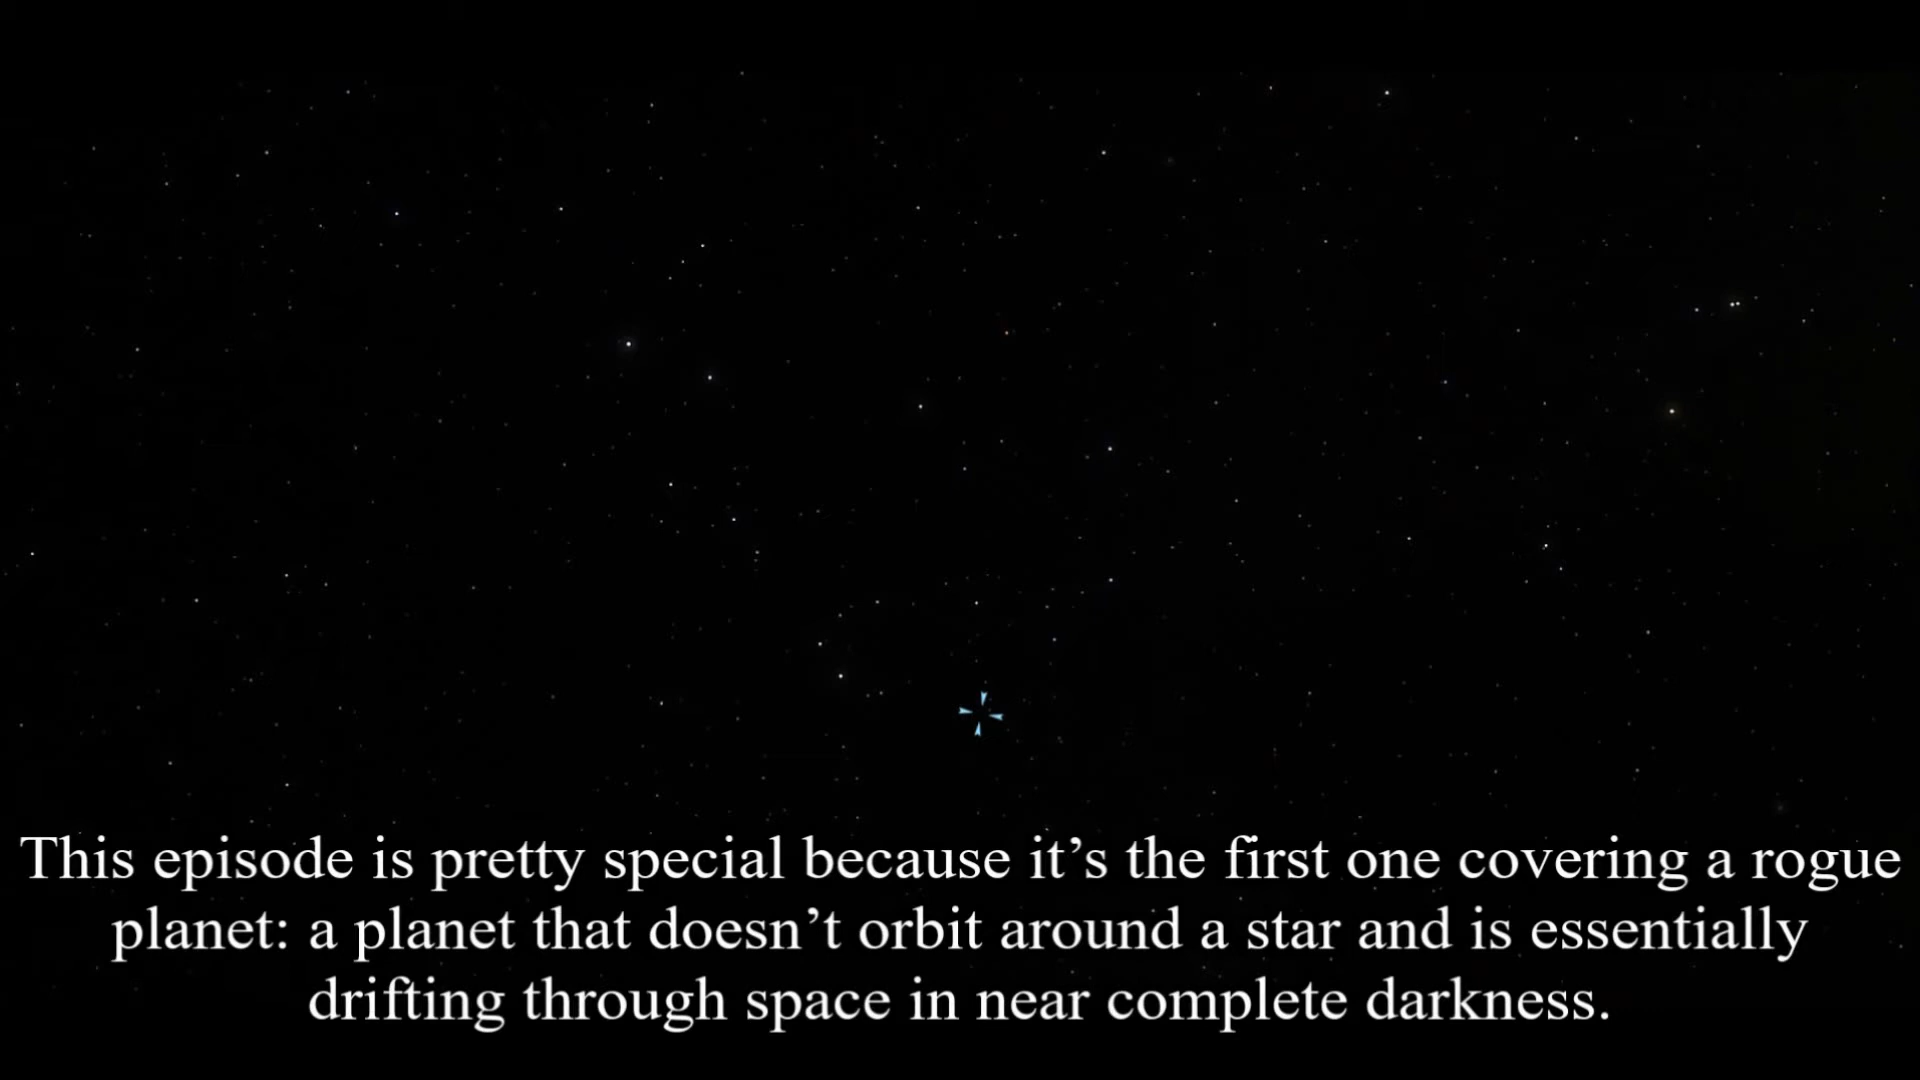 This episode is pretty special because it’s the first one covering a rogue
planet: a planet that doesn’t orbit around a star and is essentially
drifting through space in near complete darkness.